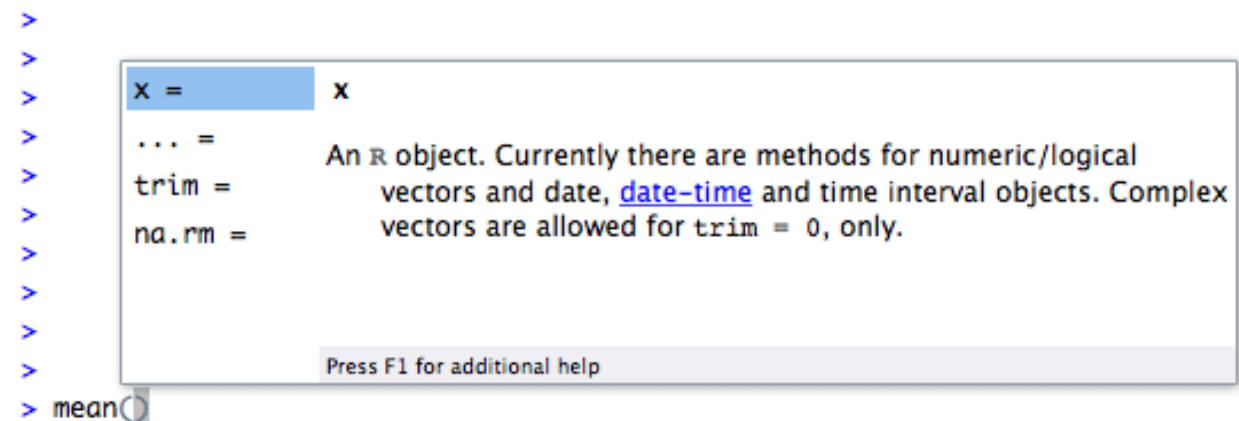 >
>
>
>
>
>
>
>
>
>
> mean()
x =
... =
trim =
na.rm =
x
An R object. Currently there are methods for numeric/logical
vectors and date, date-time and time interval objects. Complex
vectors are allowed for trim = 0, only.
Press F1 for additional help